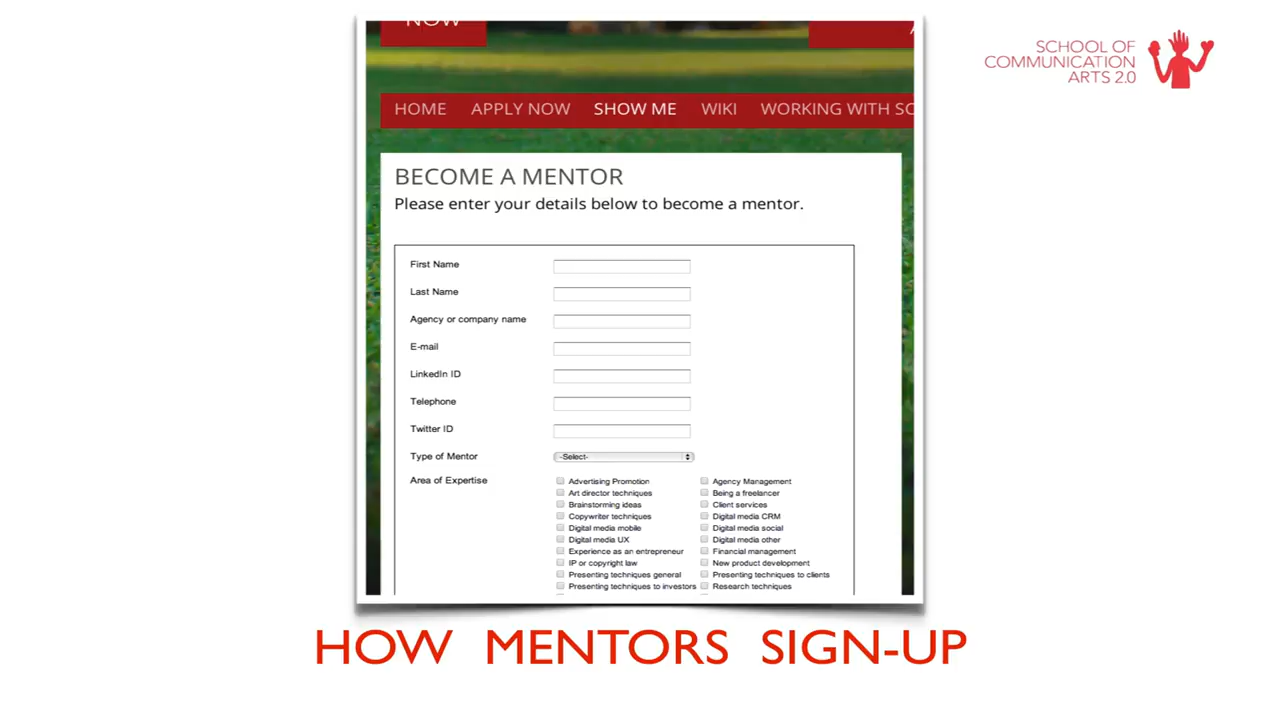 NOW
SCHOOL OF
COMMUNICATION
ARTS 2.0
HOME APPLY NOW SHOW ME WIKI WORKING WITH SC
BECOME A MENTOR
Please enter your details below to become a mentor.
First Name
Last Name
Agency or company name
E-mail
LinkedIn ID
Telephone
Twitter ID
Type of Mentor -Select-
Area of Expertise
Advertising Promotion Agency Management
Art director techniques Being a freelancer
Brainstorming ideas Client services
Copywriter techniques Digital media CRM
Digital media mobile Digital media social
Digital media UX Digital media other
Experience as an entrepreneur Financial management
IP or copyright law New product development
Presenting techniques general Presenting techniques to clients
Presenting techniques to investors Research techniques
HOW MENTORS SIGN-UP